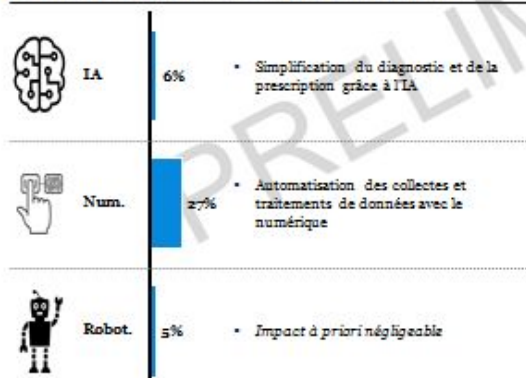 PRELIM
IA
6%
▪ Simplification du diagnostic et de la
prescription grâce à l'IA
Num.
27%
▪ Automatisation des collectes et
traitements de données avec le
numérique
Robot.
5%
▪ Impact à priori négligeable